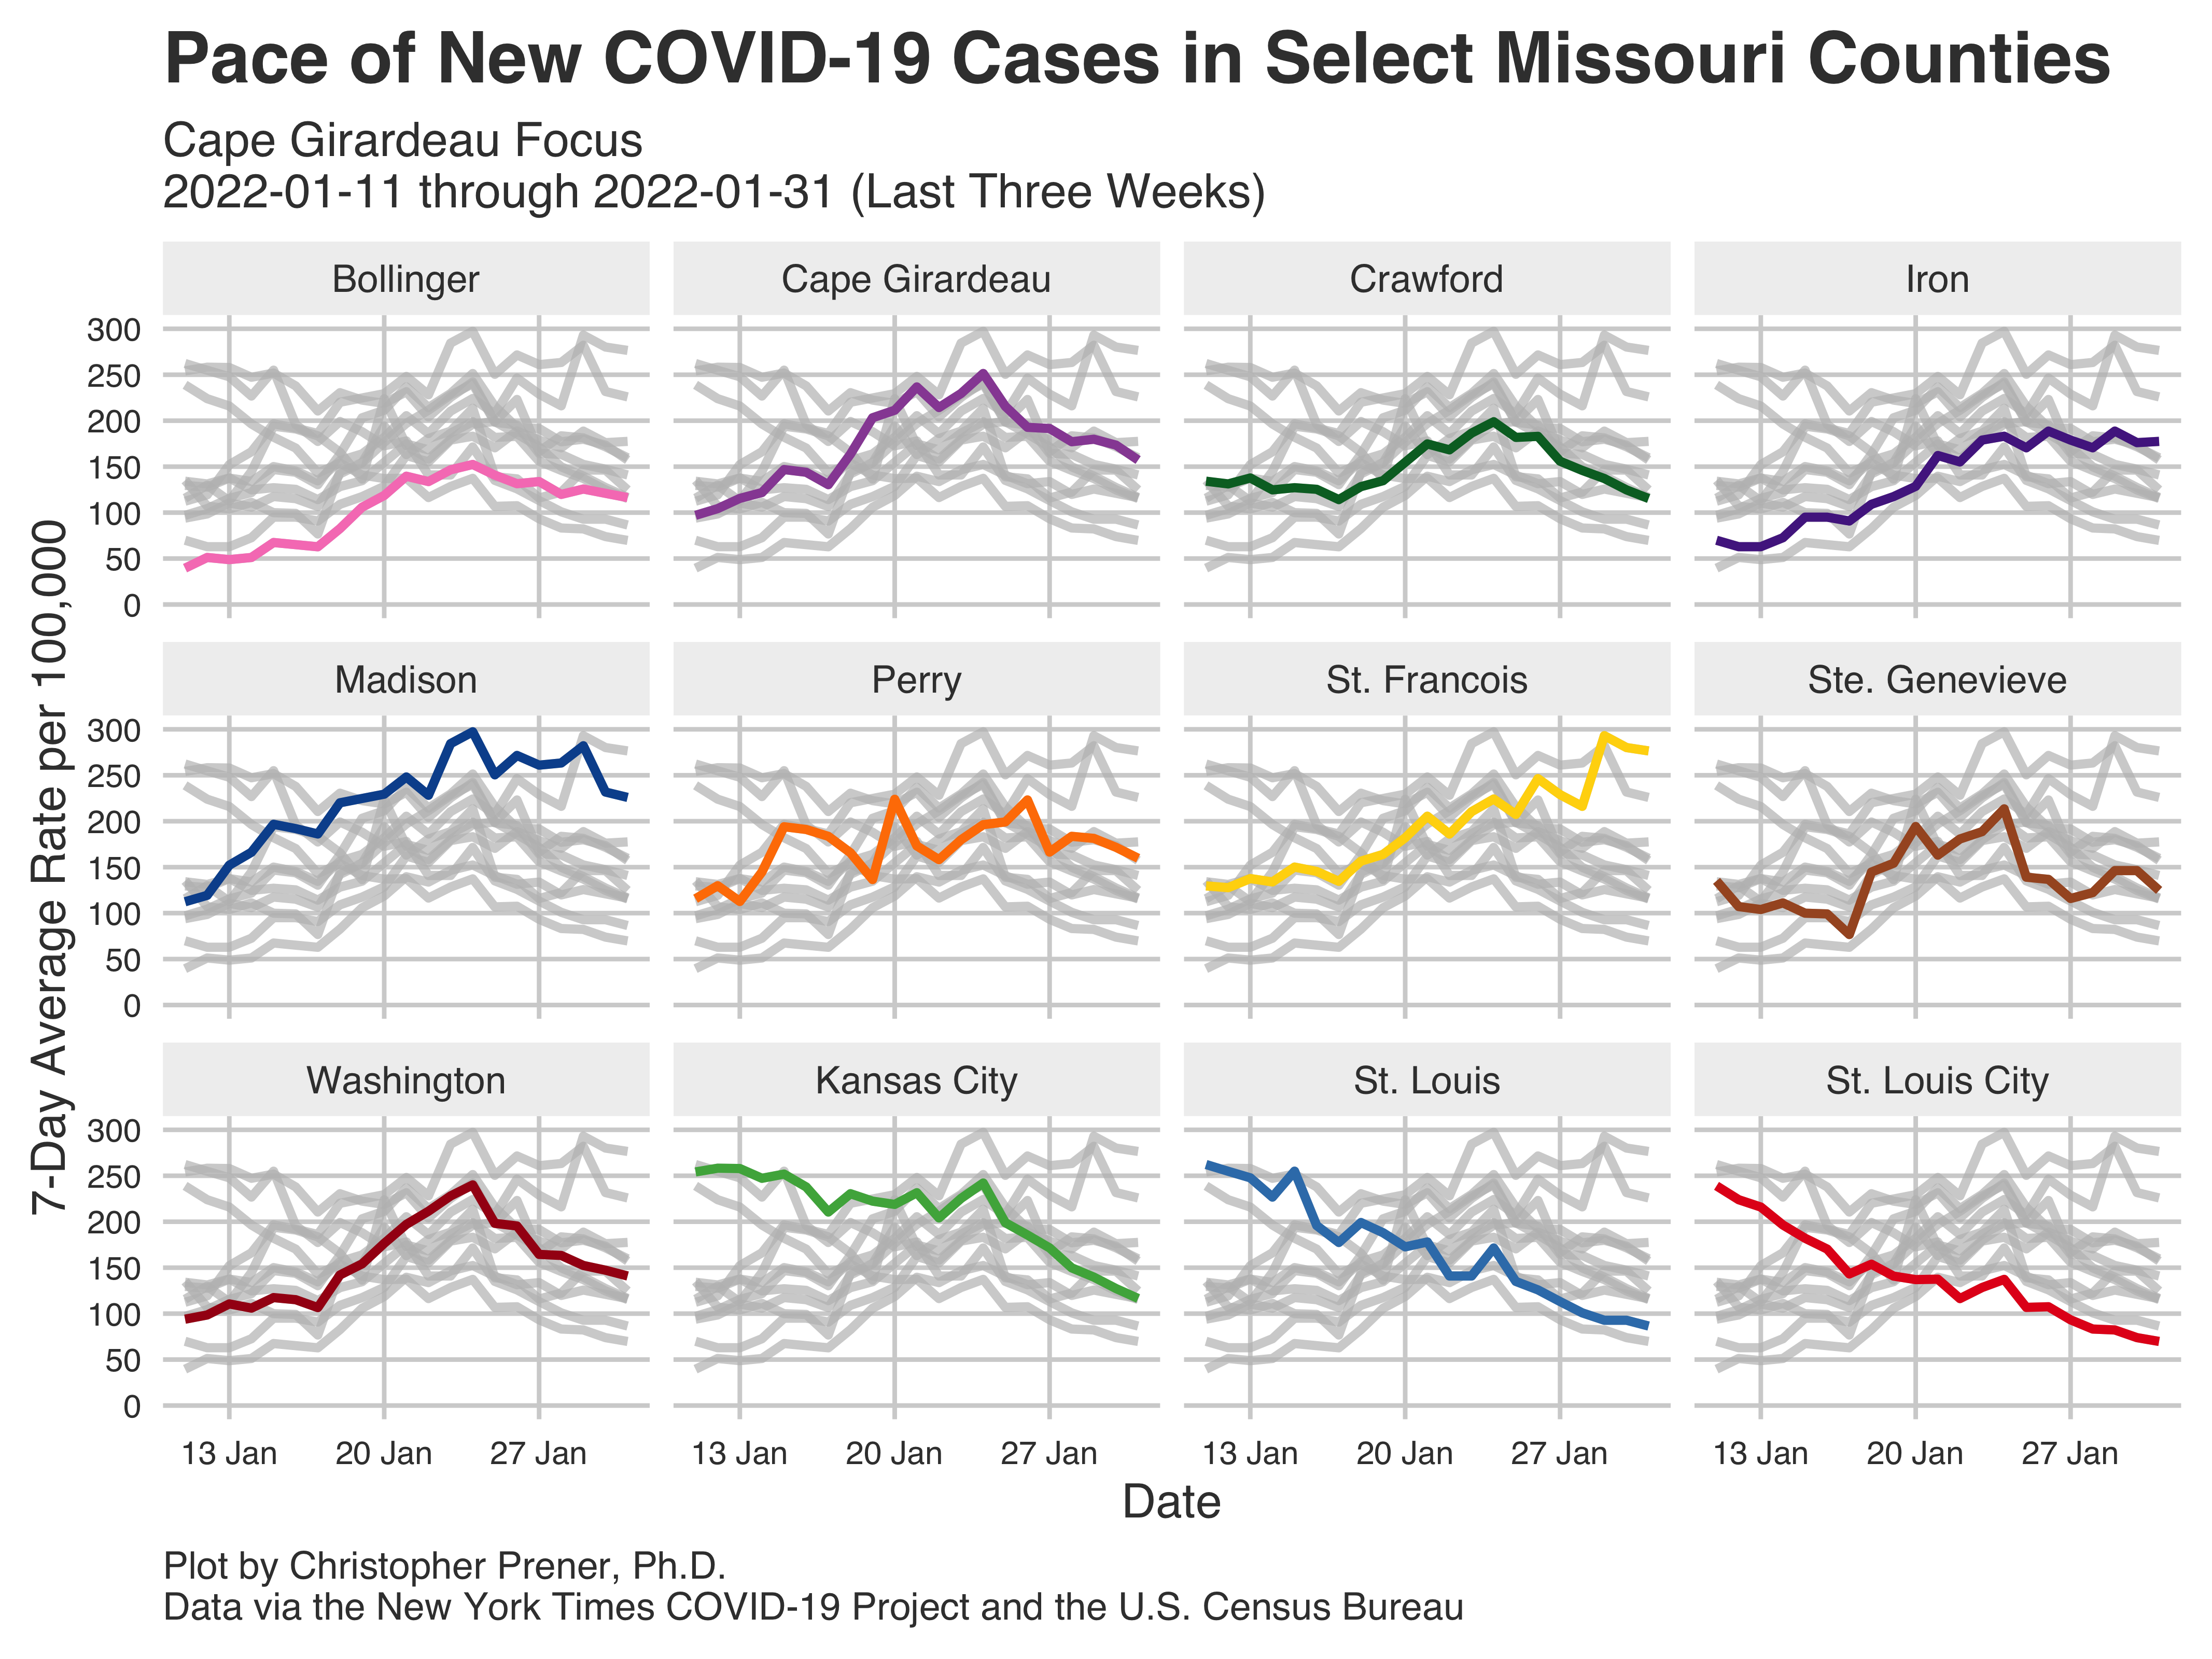 Pace of New COVID-19 Cases in Select Missouri Counties
Cape Girardeau Focus
2022-01-11 through 2022-01-31 (Last Three Weeks)
7-Day Average Rate per 100,000
Bollinger
Cape Girardeau
Crawford
Iron
300
250
200
150
100
50
0
Madison
Perry
St. Francois
Ste. Genevieve
300
250
200
150
100
50
0
Washington
Kansas City
St. Louis
St. Louis City
300
250
200
150
100
50
0
13 Jan 20 Jan 27 Jan
13 Jan 20 Jan 27 Jan
13 Jan 20 Jan 27 Jan
13 Jan 20 Jan 27 Jan
Date
Plot by Christopher Prener, Ph.D.
Data via the New York Times COVID-19 Project and the U.S. Census Bureau